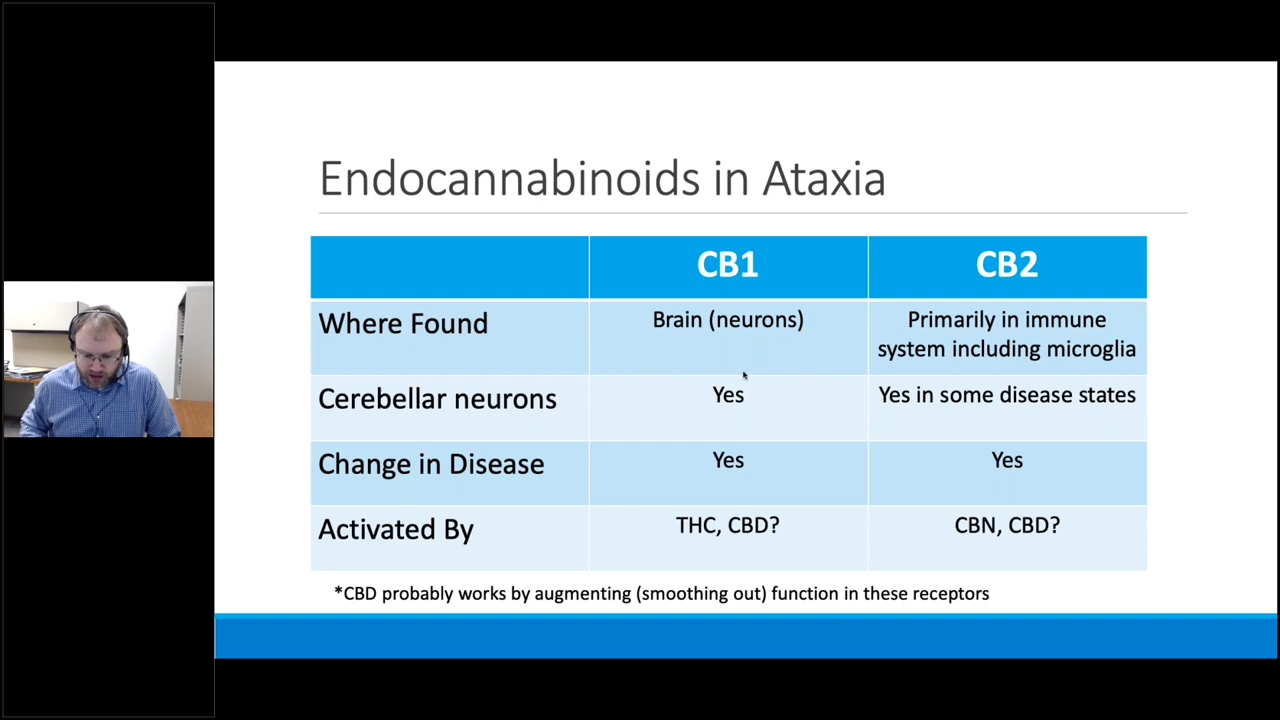 Endocannabinoids in Ataxia
CB1
CB2
Where Found
Brain (neurons)
Primarily in immune
system including microglia
Cerebellar neurons
Yes
Yes in some disease states
Change in Disease
Yes
Yes
Activated By
THC, CBD?
CBN, CBD?
*CBD probably works by augmenting (smoothing out) function in these receptors